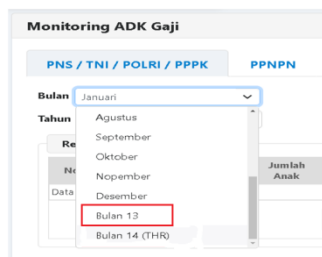 Monitoring ADK Gaji
PNS / TNI / POLRI / PPPK PPNPN
Bulan Januari
Agustus
Tahun
September
Re
Oktober
Jumlah
Anak
Nopember
Data
Desember
Bulan 13
Bulan 14 (THR)